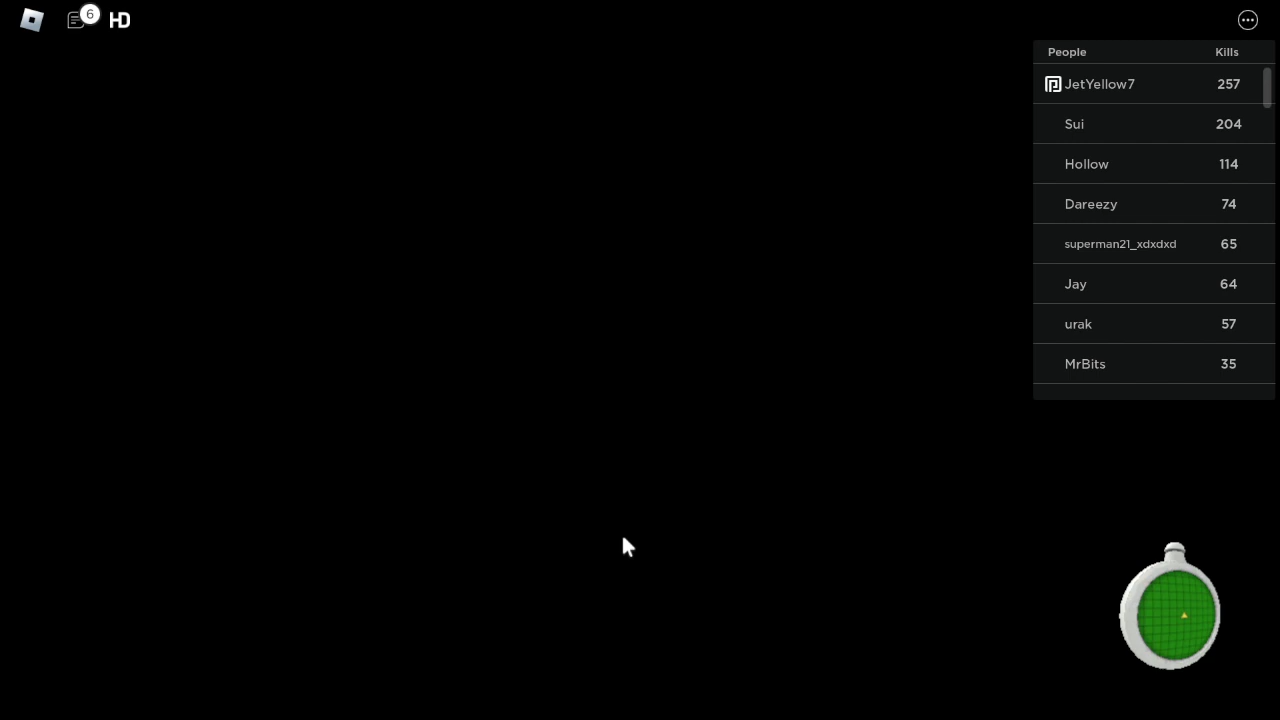 6
HD
People Kills
JetYellow7 257
Sui 204
Hollow 114
Dareezy 74
superman21_xdxdxd 65
Jay 64
urak 57
MrBits 35